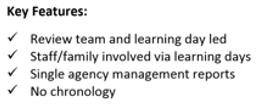 Key Features:
✓ Review team and learning day led
✓ Staff/family involved via learning days
✓ Single agency management reports
✓ No chronology